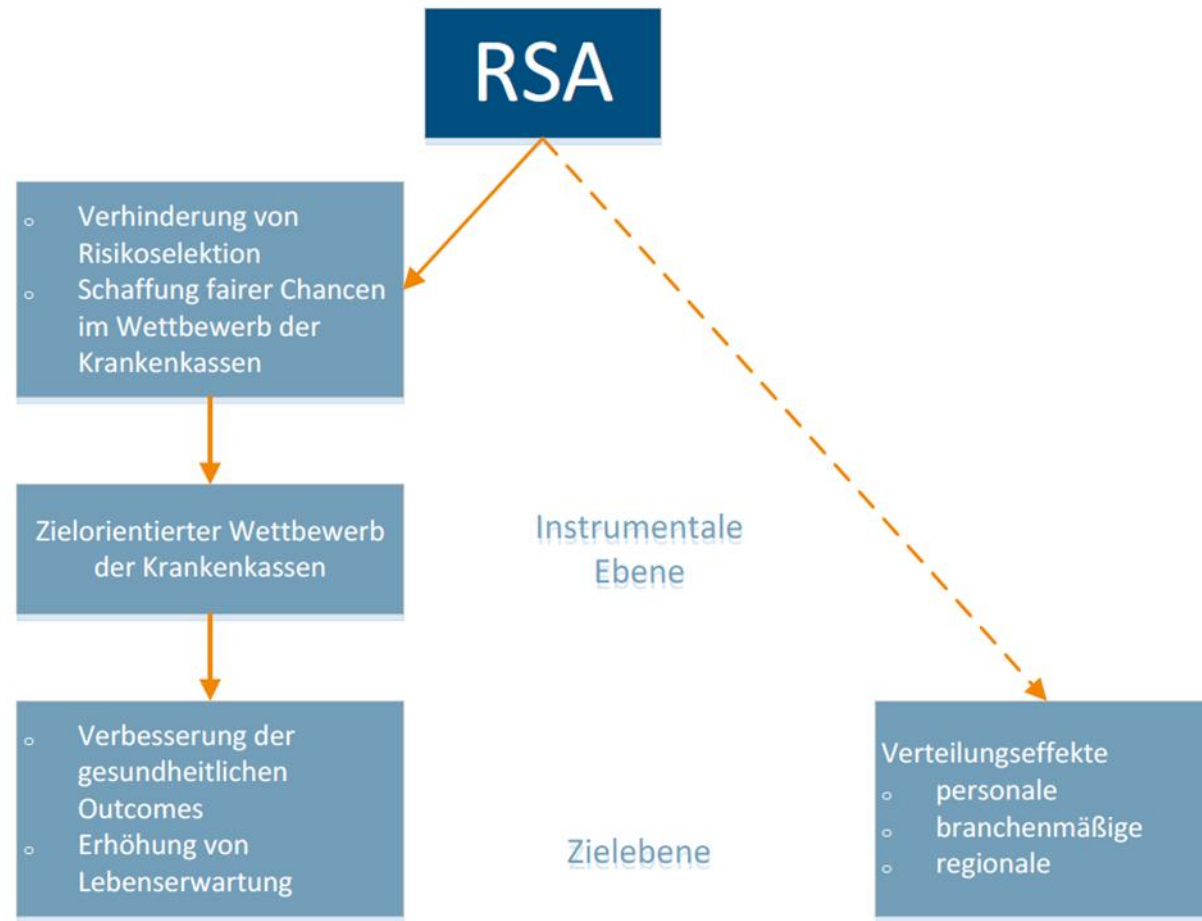 RSA
o Verhinderung von
Risikoselektion
o Schaffung fairer Chancen
im Wettbewerb der
Krankenkassen
Zielorientierter Wettbewerb
der Krankenkassen
Instrumentale
Ebene
o Verbesserung der
gesundheitlichen
Outcomes
o Erhöhung von
Lebenserwartung
Zielebene
Verteilungseffekte
o personale
o branchenmäßige
o regionale